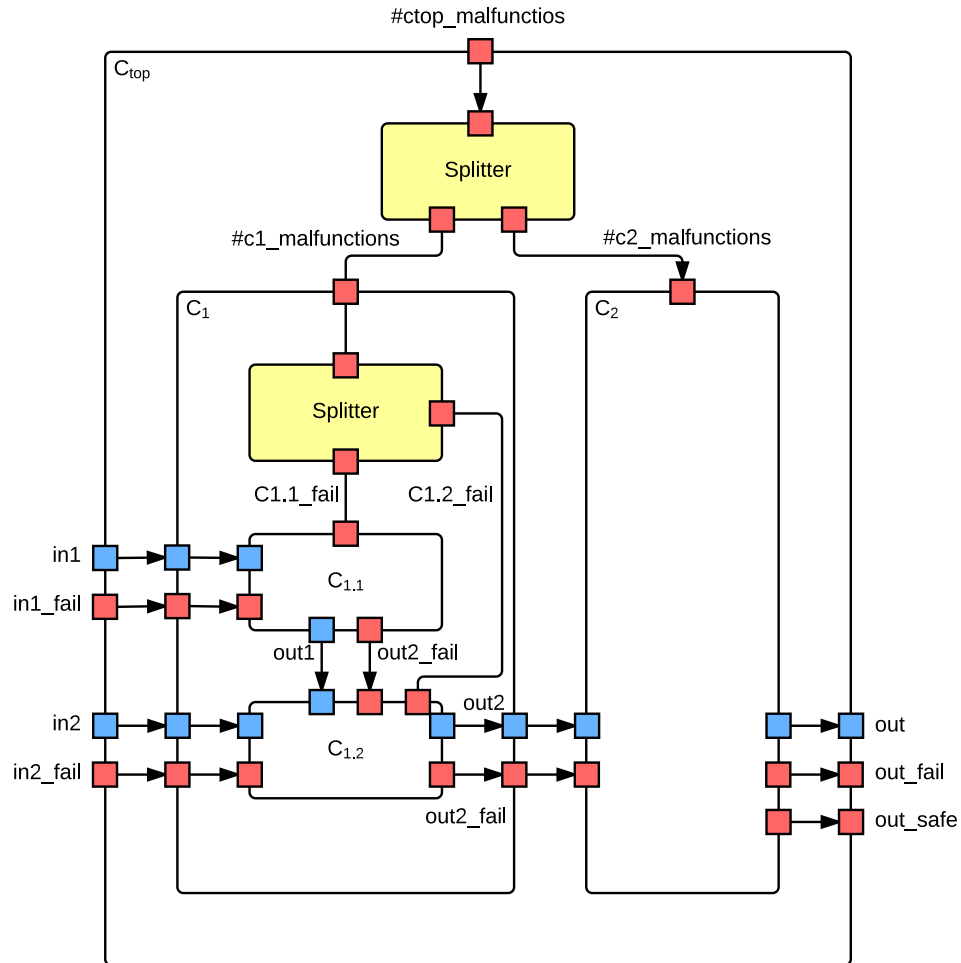 #ctop_malfunctios
Ctop
Splitter
#c1_malfunctions
#c2_malfunctions
C1
C2
Splitter
C1.1_fail
C1.2_fail
in1
C1.1
in1_fail
out1
out2_fail
in2
out2
out
C1.2
in2_fail
out_fail
out2_fail
out_safe